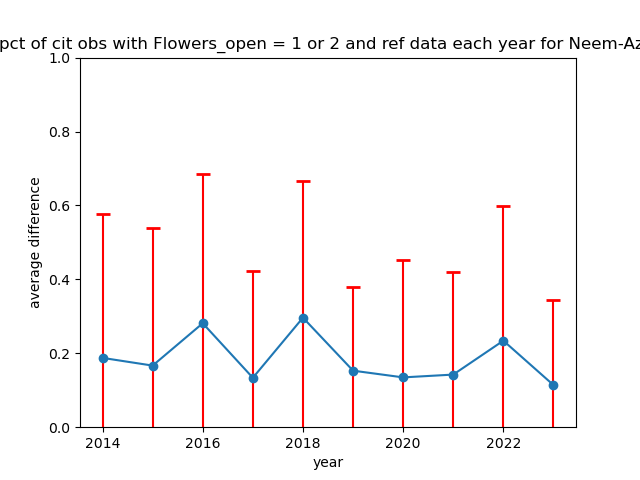 pct of cit obs with Flowers_open = 1 or 2 and ref data each year for Neem-Az
1.0
0.8
0.6
0.4
0.2
0.0
average difference
2014 2016 2018 2020 2022
year